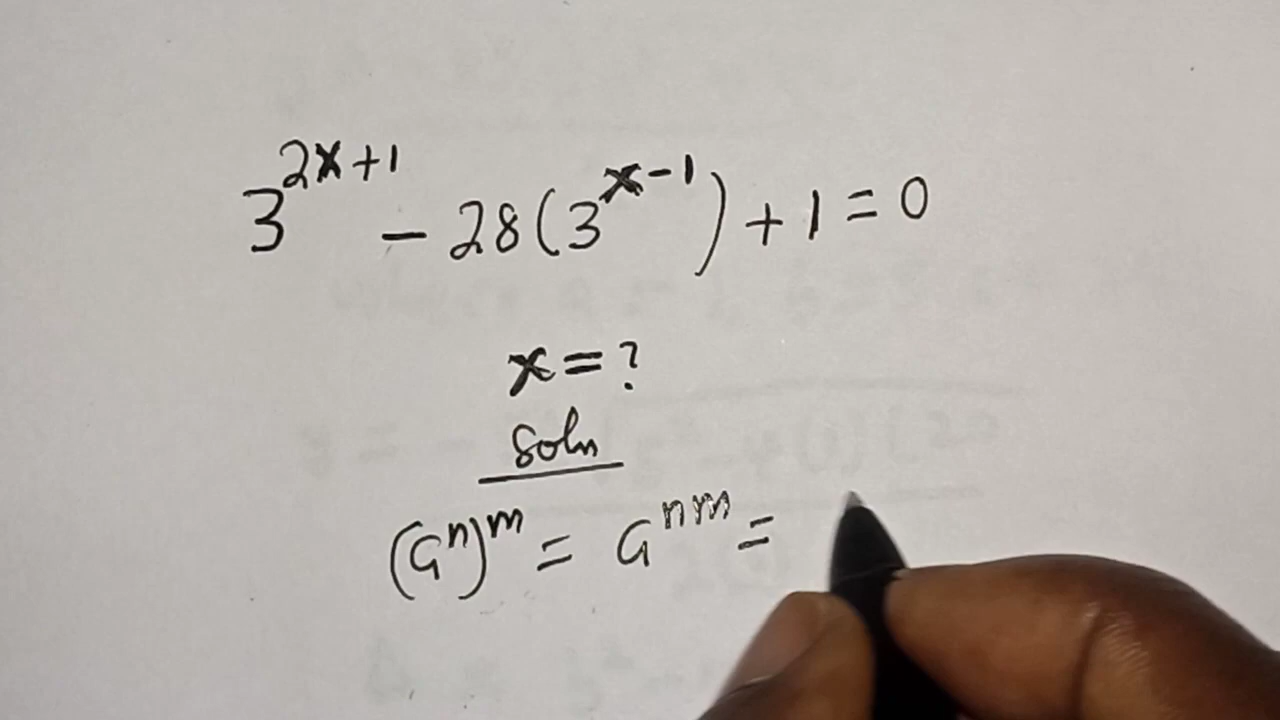 3^{2x+1} - 28(3^{x-1}) + 1 = 0
x = ?
Soln
(a^n)^m = a^{nm} =